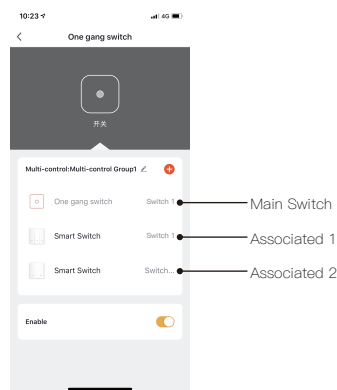 10:23 4G
One gang switch
开关
Multi-control:Multi-control Group1
One gang switch Switch 1 Main Switch
Smart Switch Switch 1 Associated 1
Smart Switch Switch... Associated 2
Enable